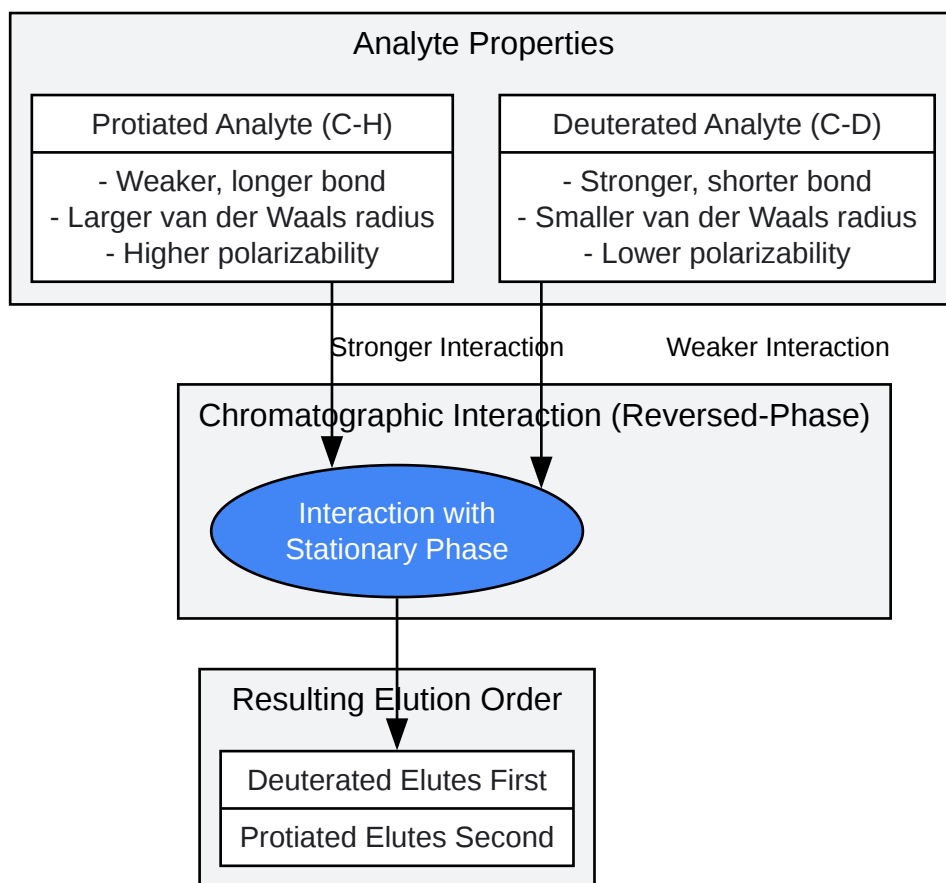 Analyte Properties
Protiated Analyte (C-H)
- Weaker, longer bond
- Larger van der Waals radius
- Higher polarizability
Deuterated Analyte (C-D)
- Stronger, shorter bond
- Smaller van der Waals radius
- Lower polarizability
Stronger Interaction
Weaker Interaction
Chromatographic Interaction (Reversed-Phase)
Interaction with
Stationary Phase
Resulting Elution Order
Deuterated Elutes First
Protiated Elutes Second